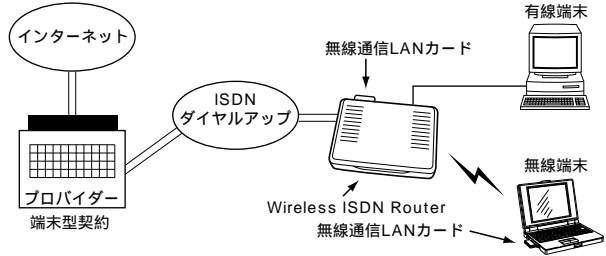 インターネット
有線端末
無線通信LANカード
ISDN
ダイヤルアップ
無線端末
プロバイダー
端末型契約
Wireless ISDN Router
無線通信LANカード